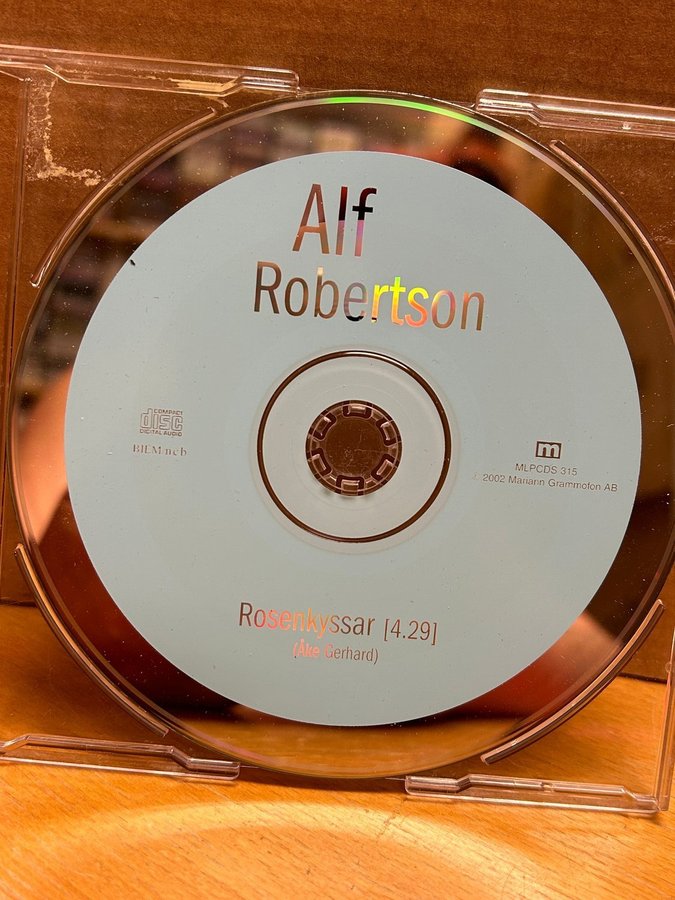 Alf
Robertson
COMPACT
disc
DIGITAL AUDIO
BIEM ncb
m
MLPCDS 315
℗ 2002 Mariann Grammofon AB
Rosenkyssar [4.29]
(Åke Gerhard)